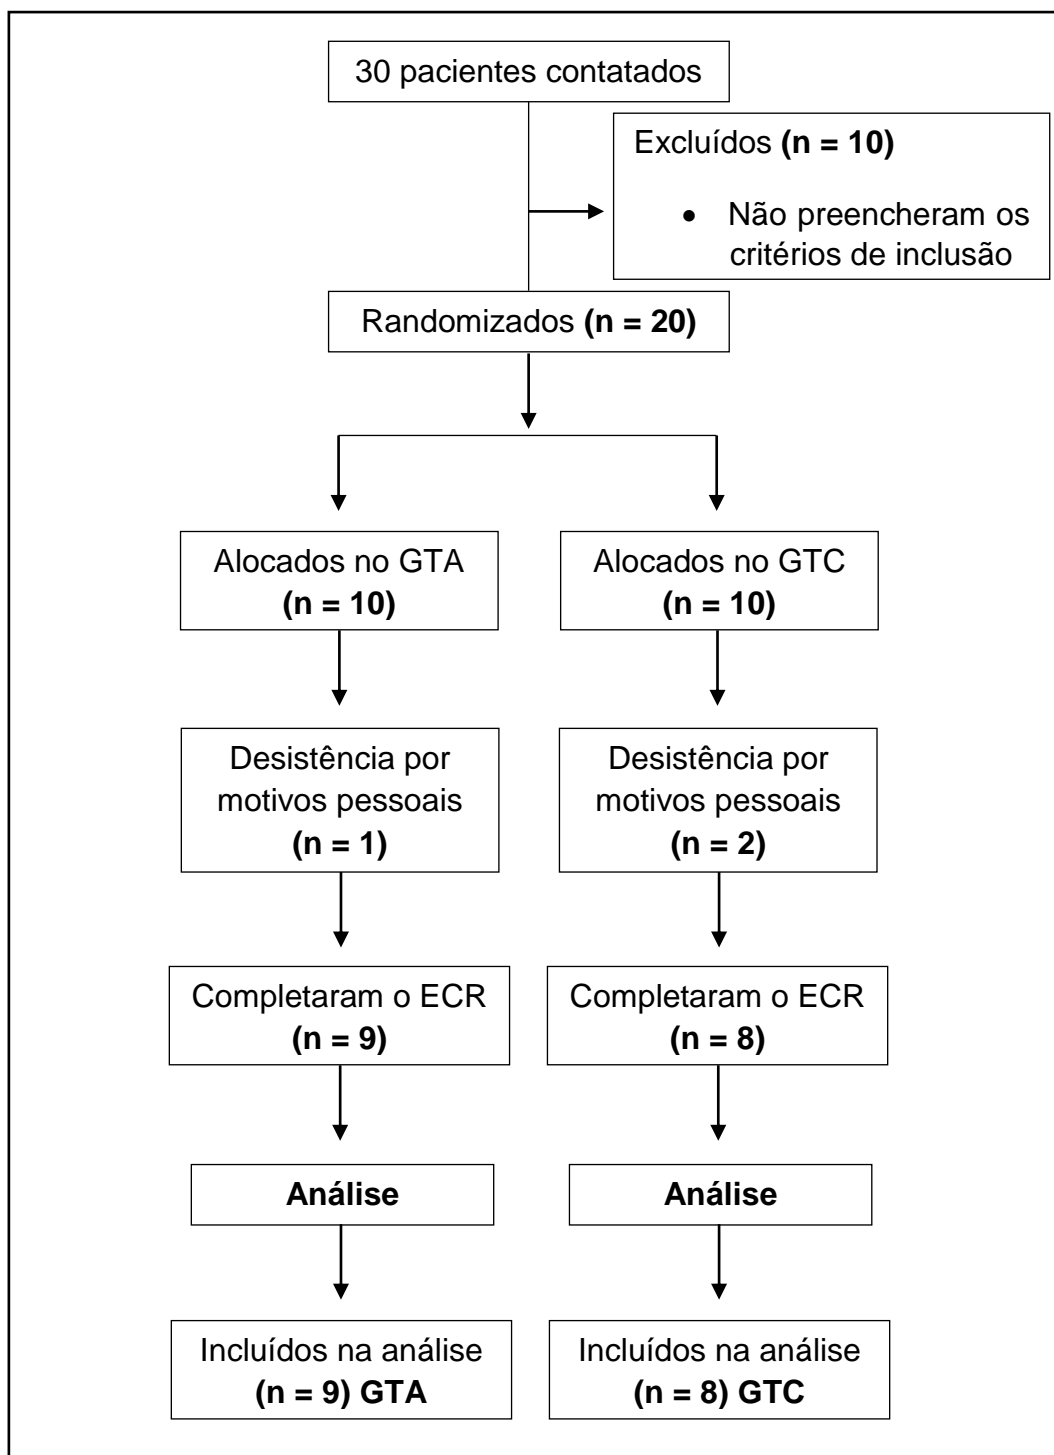 30 pacientes contatados
Excluídos (n = 10)
• Não preencheram os
critérios de inclusão
Randomizados (n = 20)
Alocados no GTA
(n = 10)
Alocados no GTC
(n = 10)
Desistência por
motivos pessoais
(n = 1)
Desistência por
motivos pessoais
(n = 2)
Completaram o ECR
(n = 9)
Completaram o ECR
(n = 8)
Análise
Análise
Incluídos na análise
(n = 9) GTA
Incluídos na análise
(n = 8) GTC